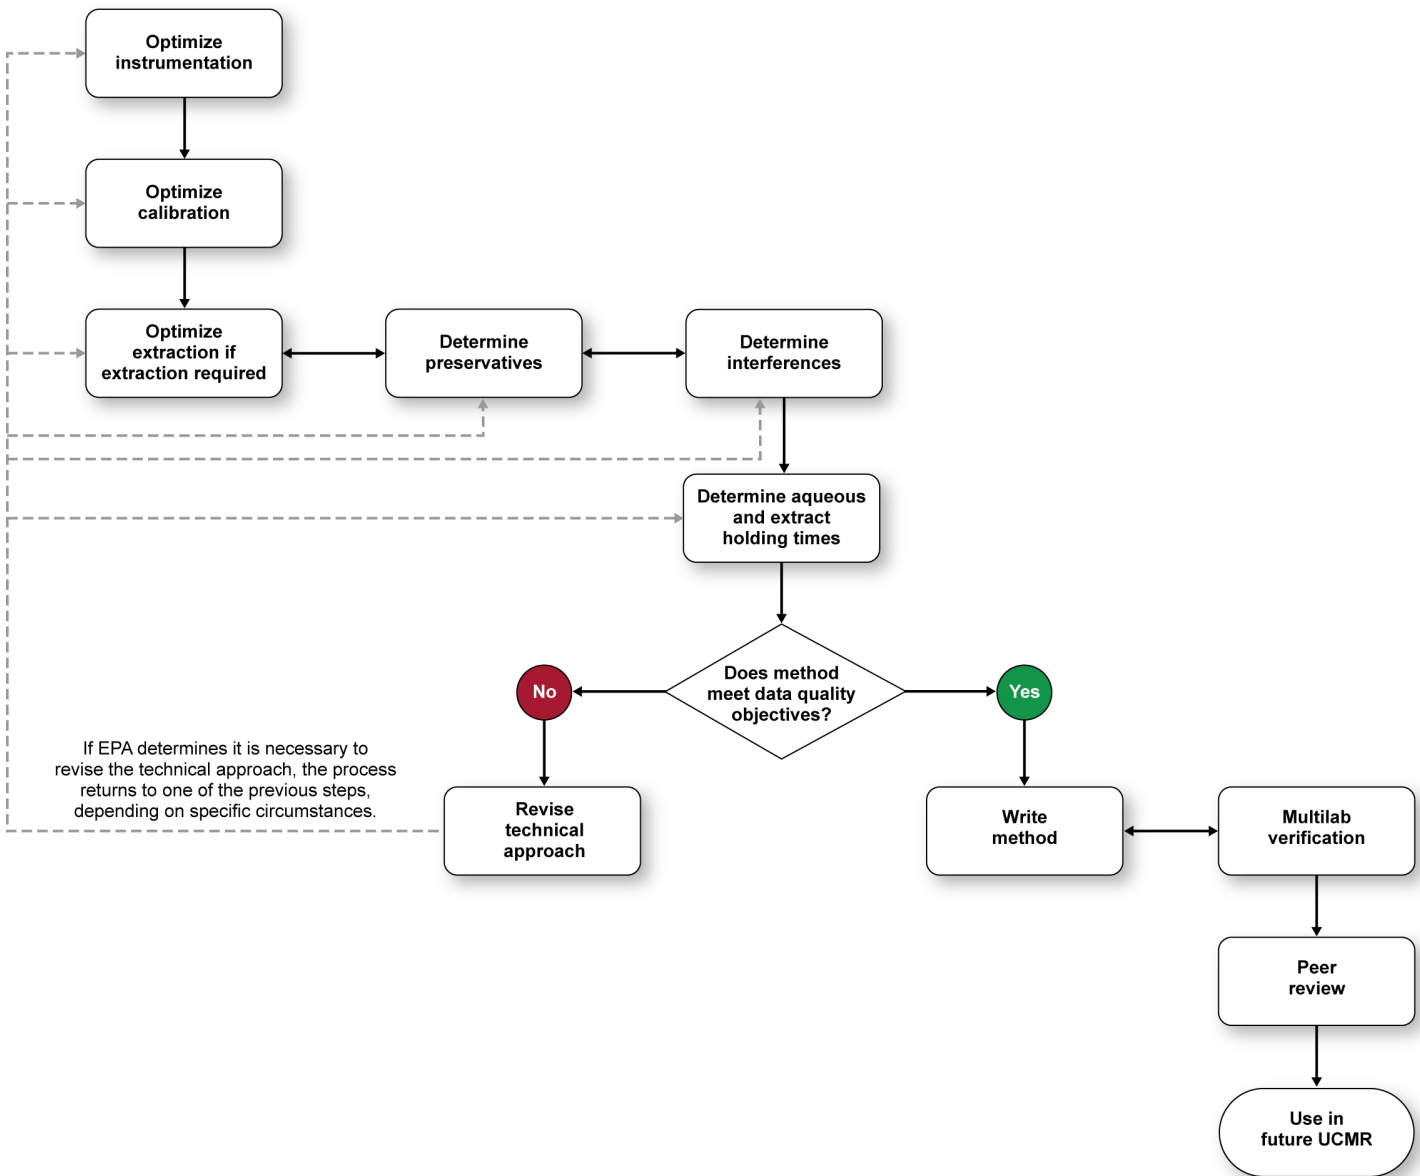 Optimize
instrumentation
Optimize
calibration
Optimize
extraction if
extraction required
Determine
preservatives
Determine
interferences
Determine aqueous
and extract
holding times
Does method
meet data quality
objectives?
No
Yes
If EPA determines it is necessary to
revise the technical approach, the process
returns to one of the previous steps,
depending on specific circumstances.
Revise
technical
approach
Write
method
Multilab
verification
Peer
review
Use in
future UCMR